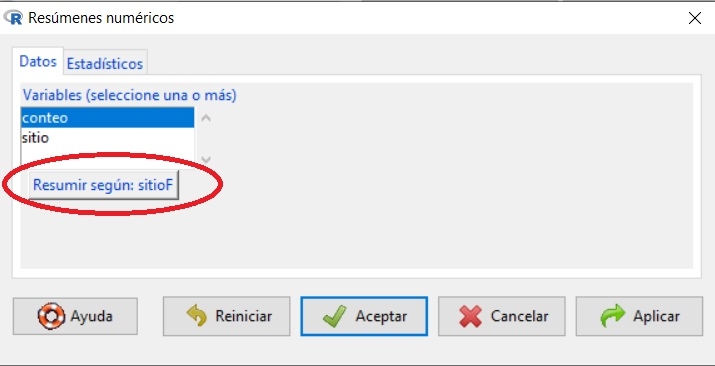 Resúmenes numéricos
Datos Estadísticos
Variables (seleccione una o más)
conteo
sitio
Resumir según: sitioF
Ayuda Reiniciar Aceptar Cancelar Aplicar